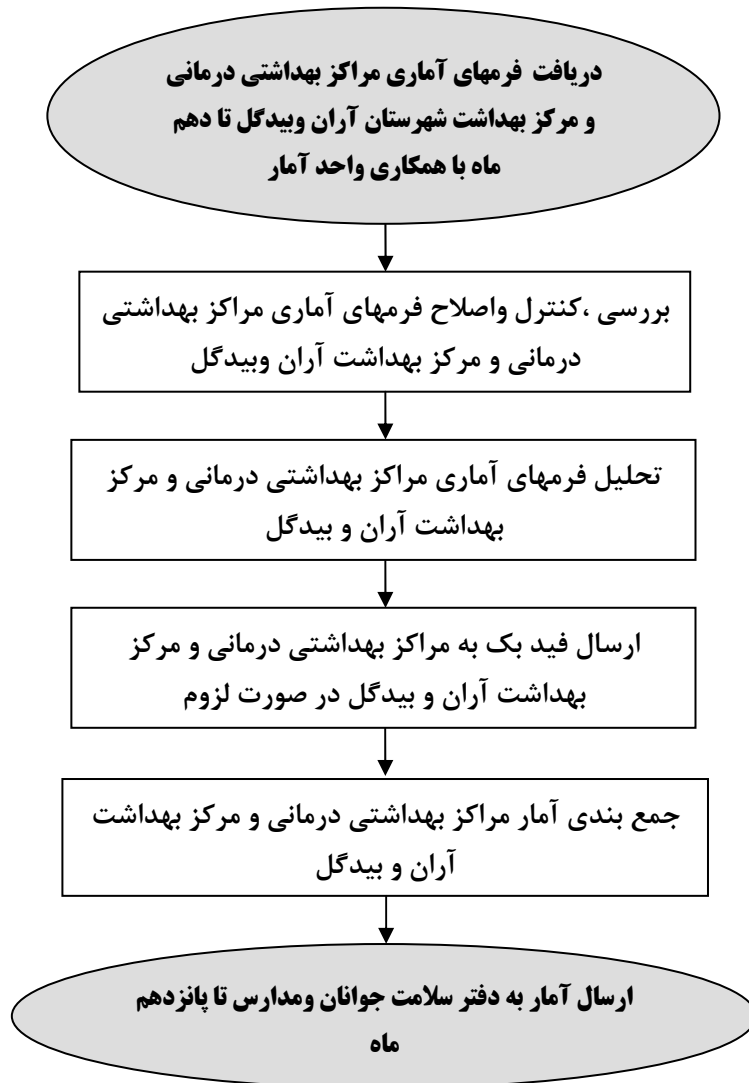 دریافت فرمهای آماری مراکز بهداشتی درمانی
و مرکز بهداشت شهرستان آران وبیدگل تا دهم
ماه با همکاری واحد آمار
بررسی ،کنترل واصلاح فرمهای آماری مراکز بهداشتی
درمانی و مرکز بهداشت آران وبیدگل
تحلیل فرمهای آماری مراکز بهداشتی درمانی و مرکز
بهداشت آران و بیدگل
ارسال فید بک به مراکز بهداشتی درمانی و مرکز
بهداشت آران و بیدگل در صورت لزوم
جمع بندی آمار مراکز بهداشتی درمانی و مرکز بهداشت
آران و بیدگل
ارسال آمار به دفتر سلامت جوانان ومدارس تا پانزدهم
ماه